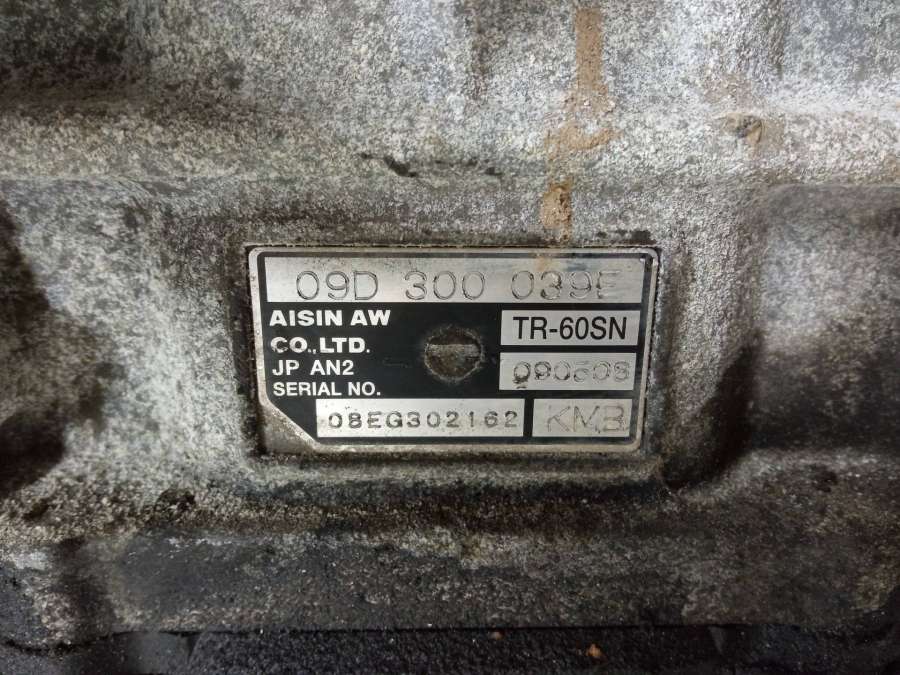 09D 300 039E
AISIN AW
CO.,LTD.
TR-60SN
JP AN2
090508
SERIAL NO.
08EG302162
KMB